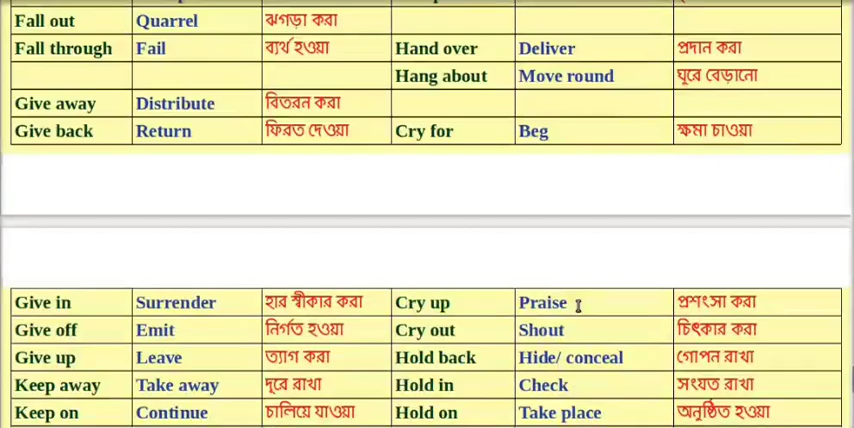 Fall out Quarrel ঝগড়া করা
Fall through Fail ব্যর্থ হওয়া Hand over Deliver প্রদান করা
Hang about Move round ঘুরে বেড়ানো
Give away Distribute বিতরন করা
Give back Return ফিরত দেওয়া Cry for Beg ক্ষমা চাওয়া
Give in Surrender হার স্বীকার করা Cry up Praise প্রশংসা করা
Give off Emit নির্গত হওয়া Cry out Shout চিৎকার করা
Give up Leave ত্যাগ করা Hold back Hide/ conceal গোপন রাখা
Keep away Take away দূরে রাখা Hold in Check সংযত রাখা
Keep on Continue চালিয়ে যাওয়া Hold on Take place অনুষ্ঠিত হওয়া